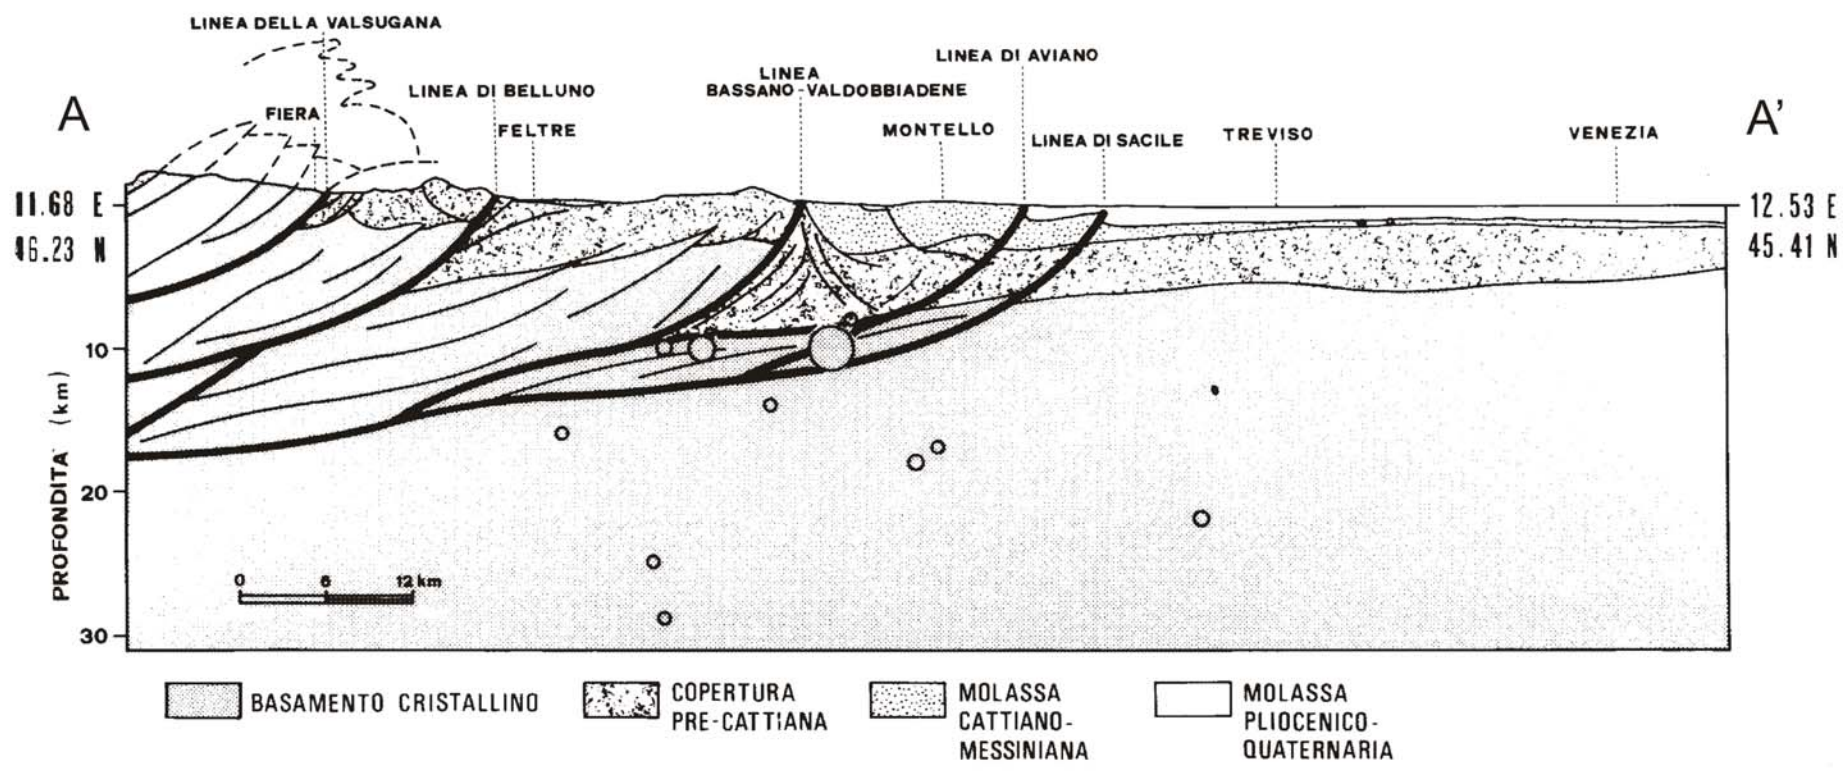 LINEA DELLA VALSUGANA
LINEA DI AVIANO
LINEA
BASSANO-VALDOBBIADENE
LINEA DI BELLUNO
A
FIERA
FELTRE
MONTELLO
LINEA DI SACILE
TREVISO
VENEZIA
A'
11.68 E
46.23 N
12.53 E
45.41 N
10
20
30
PROFONDITA' (km)
0 6 12 km
BASAMENTO CRISTALLINO
COPERTURA
PRE-CATTIANA
MOLASSA
CATTIANO-
MESSINIANA
MOLASSA
PLIOCENICO-
QUATERNARIA